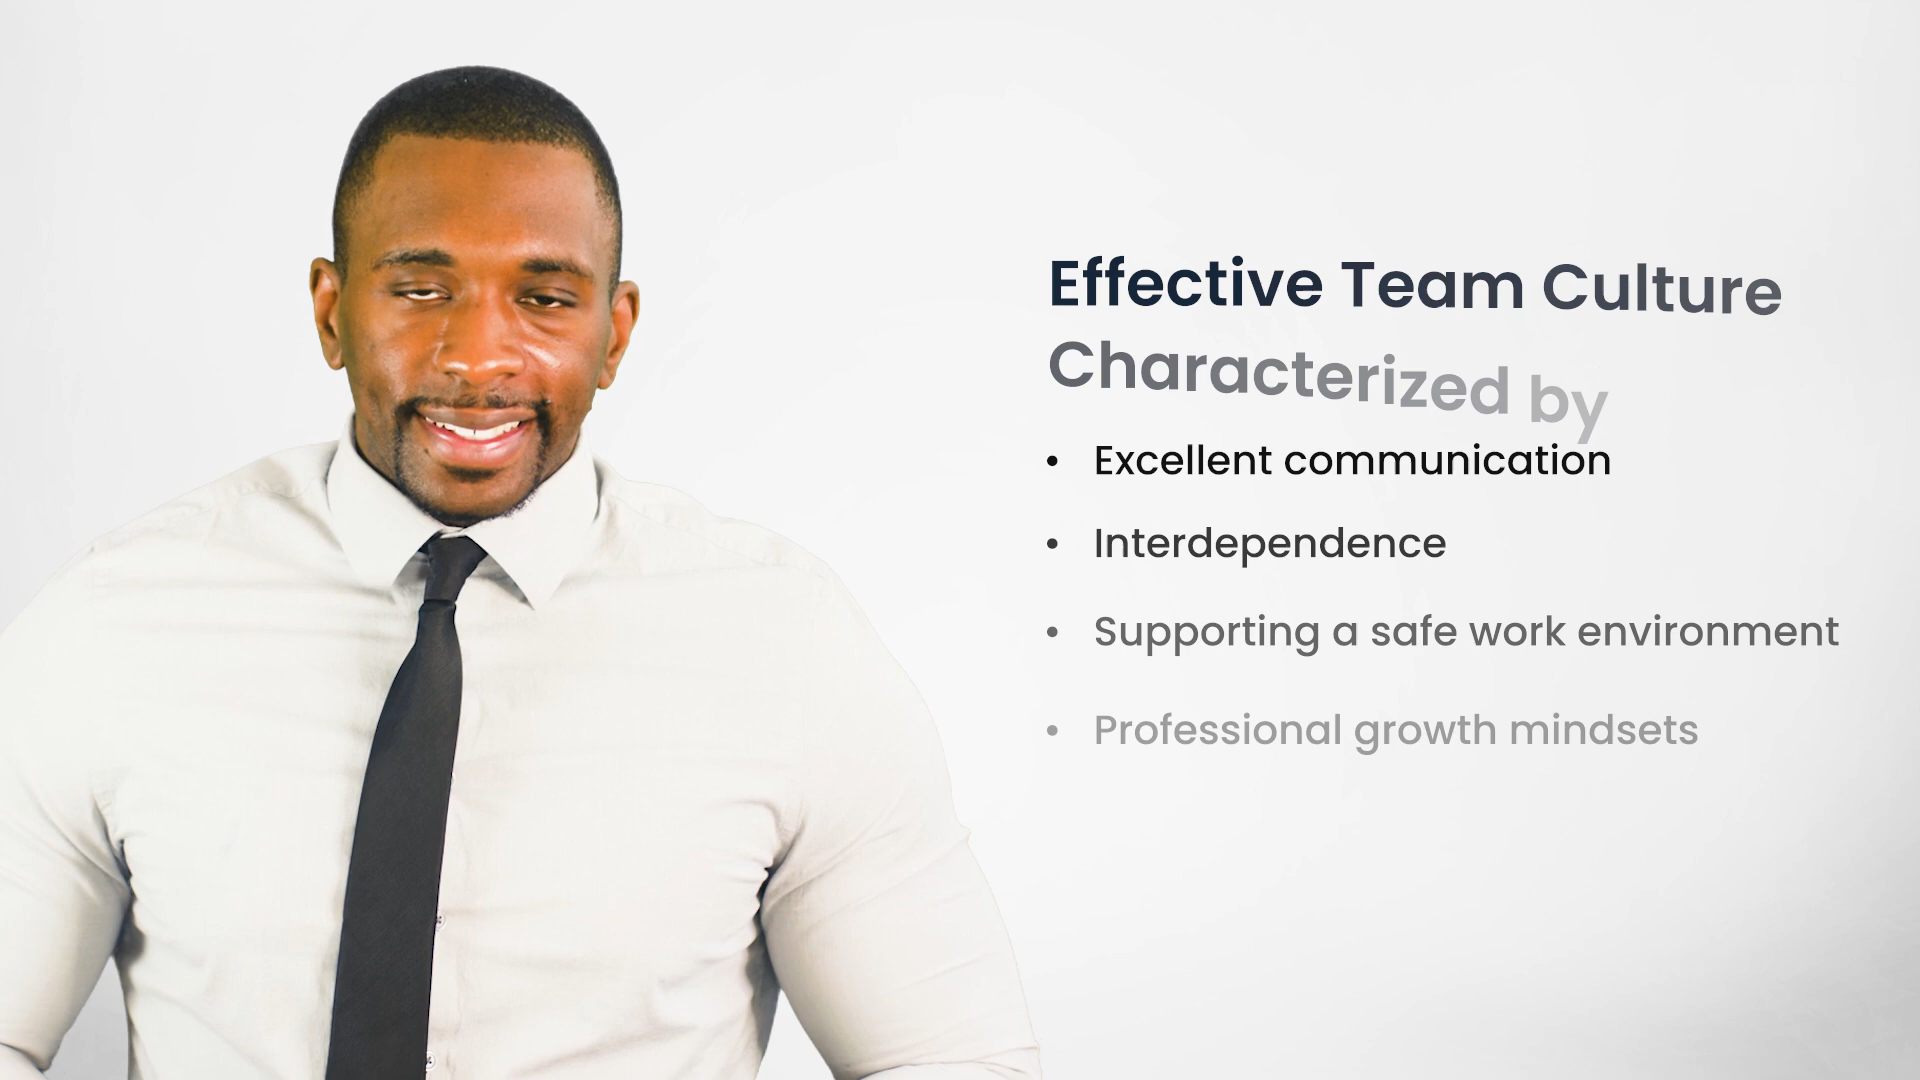 Effective Team Culture
Characterized by
• Excellent communication
• Interdependence
• Supporting a safe work environment
• Professional growth mindsets